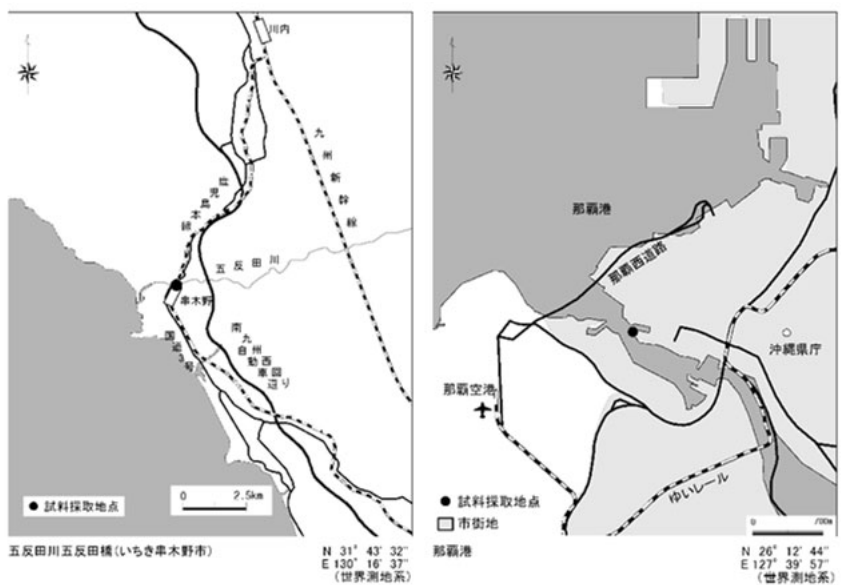 川内
九州新幹線
鹿児島本線
五反田川
串木野
南九州西回り
自動車道
国道3号
● 試料採取地点
0 2.5km
五反田川五反田橋(いちき串木野市)
N 31° 43′ 32″
E 130° 16′ 37″
(世界測地系)
那覇港
那覇西道路
沖縄県庁
那覇空港
ゆいレール
● 試料採取地点
市街地
0 700m
那覇港
N 26° 12′ 44″
E 127° 39′ 57″
(世界測地系)